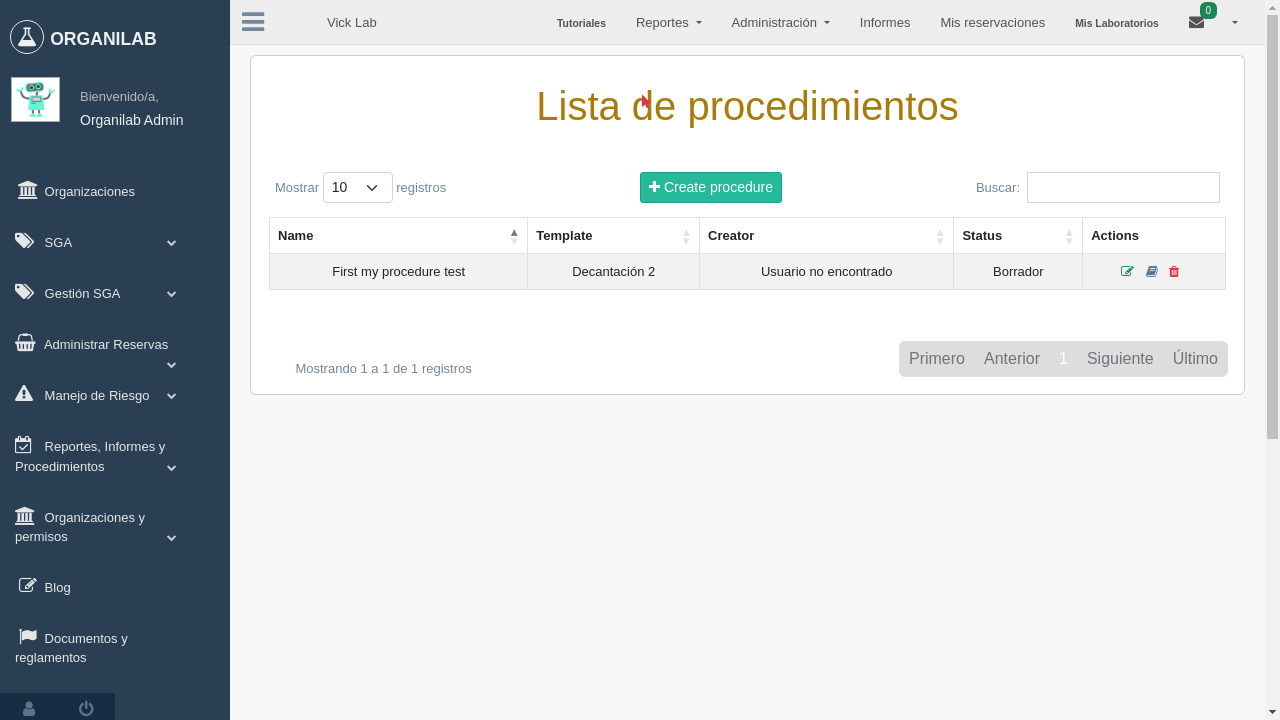 ORGANILAB
Bienvenido/a,
Organilab Admin
Organizaciones
SGA
Gestión SGA
Administrar Reservas
Manejo de Riesgo
Reportes, Informes y
Procedimientos
Organizaciones y
permisos
Blog
Documentos y
reglamentos
Vick Lab Tutoriales Reportes Administración Informes Mis reservaciones Mis Laboratorios 0
Lista de procedimientos
Mostrar 10 registros Create procedure Buscar:
Name Template Creator Status Actions
First my procedure test Decantación 2 Usuario no encontrado Borrador
Mostrando 1 a 1 de 1 registros Primero Anterior 1 Siguiente Último